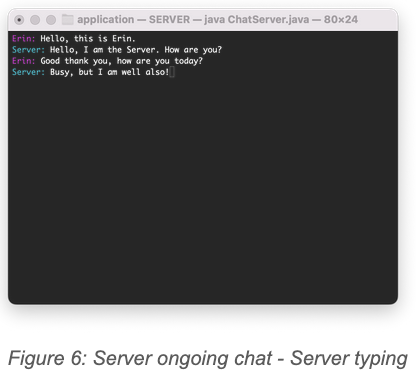 application — SERVER — java ChatServer.java — 80×24
Erin: Hello, this is Erin.
Server: Hello, I am the Server. How are you?
Erin: Good thank you, how are you today?
Server: Busy, but I am well also!
Figure 6: Server ongoing chat - Server typing